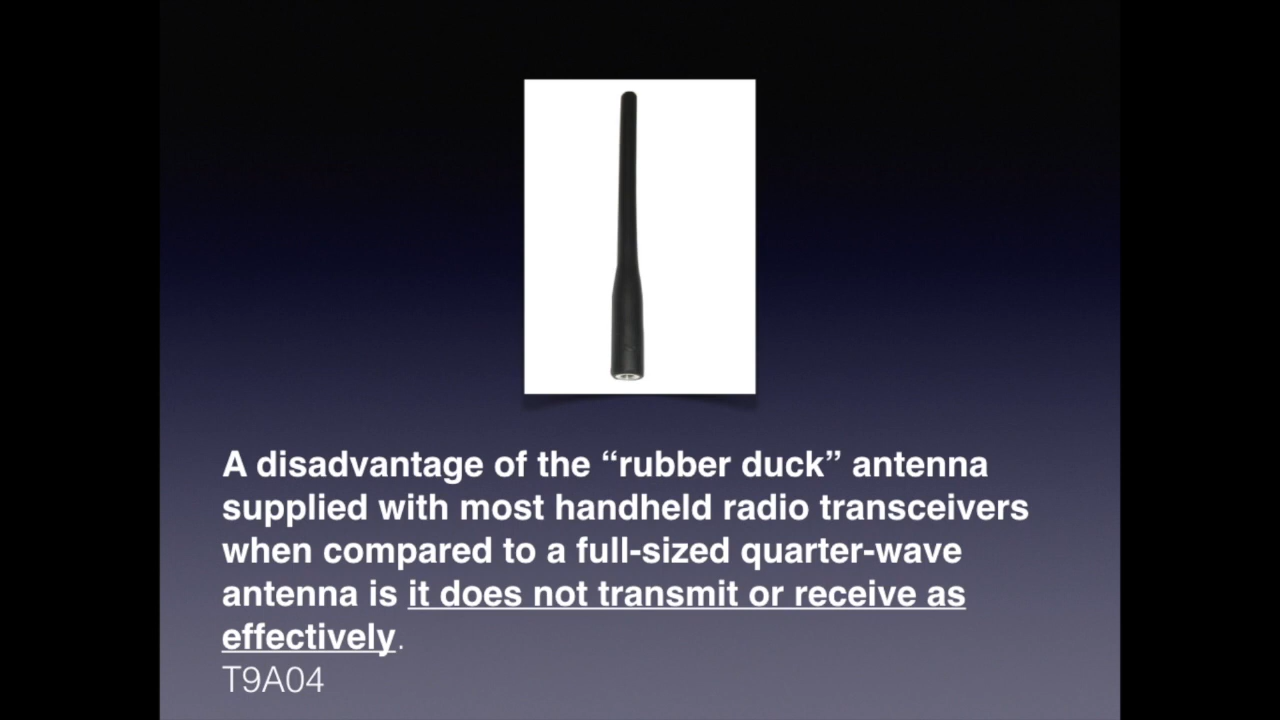 A disadvantage of the “rubber duck” antenna
supplied with most handheld radio transceivers
when compared to a full-sized quarter-wave
antenna is it does not transmit or receive as
effectively.
T9A04